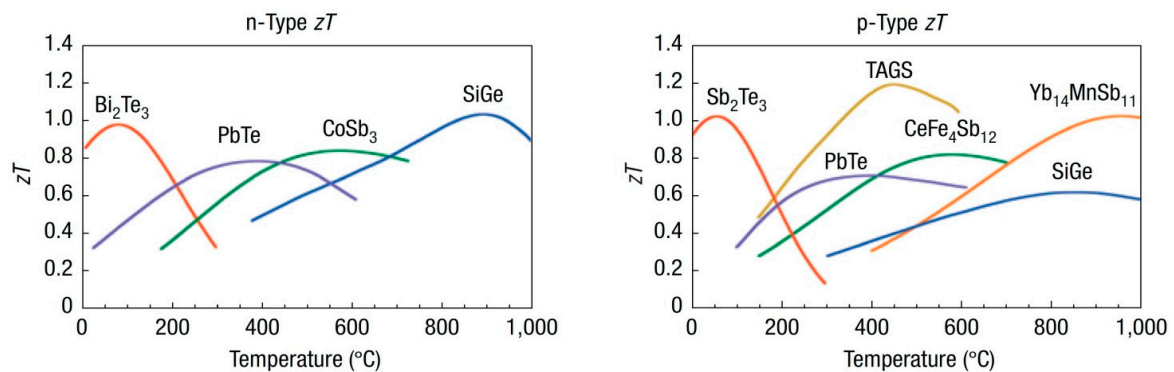 n-Type zT
1.4
1.2
1.0
0.8
0.6
0.4
0.2
0
zT
Bi₂Te₃
PbTe
CoSb₃
SiGe
0
200
400
600
800
1,000
Temperature (°C)
p-Type zT
1.4
1.2
1.0
0.8
0.6
0.4
0.2
0
zT
Sb₂Te₃
TAGS
PbTe
CeFe₄Sb₁₂
Yb₁₄MnSb₁₁
SiGe
0
200
400
600
800
1,000
Temperature (°C)